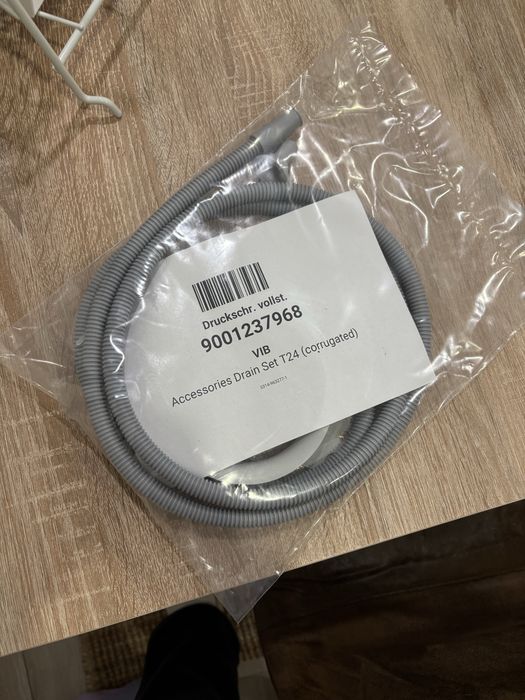 Druckschr. vollst.
9001237968
VIB
Accessories Drain Set T24 (corrugated)